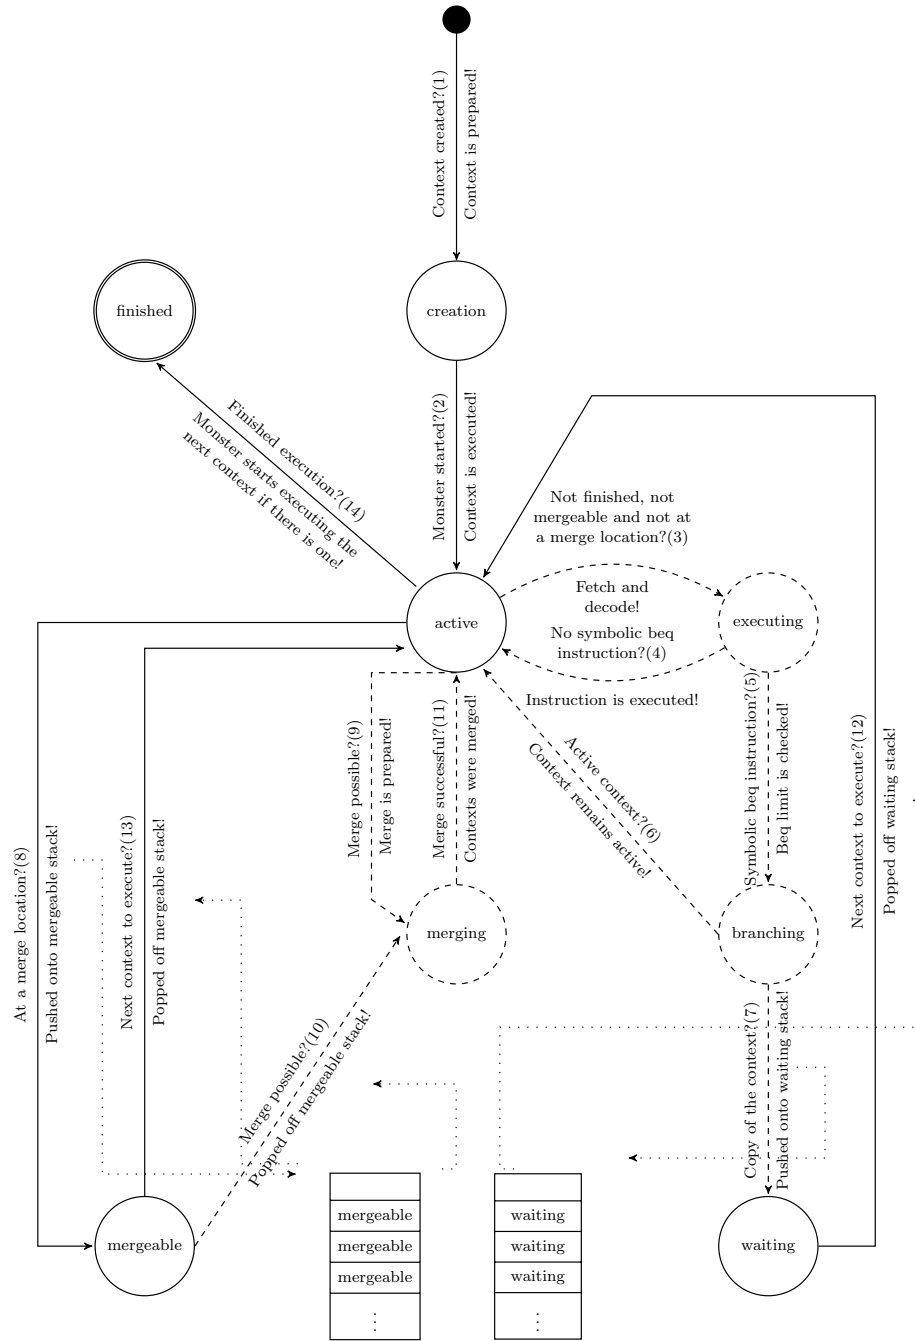 Context created?(1)
Context is prepared!
finished
creation
Finished execution?(14)
Monster starts executing the
next context if there is one!
Monster started?(2)
Context is executed!
Not finished, not
mergeable and not at
a merge location?(3)
Fetch and
decode!
active
executing
No symbolic beq
instruction?(4)
Instruction is executed!
Merge possible?(9)
Merge is prepared!
Merge successful?(11)
Contexts were merged!
Active context?(6)
Context remains active!
Symbolic beq instruction?(5)
Beq limit is checked!
Next context to execute?(12)
Popped off waiting stack!
At a merge location?(8)
Pushed onto mergeable stack!
Next context to execute?(13)
Popped off mergeable stack!
merging
branching
Merge possible?(10)
Popped off mergeable stack!
Copy of the context?(7)
Pushed onto waiting stack!
mergeable
mergeable
mergeable
mergeable
⋮
waiting
waiting
waiting
⋮
waiting